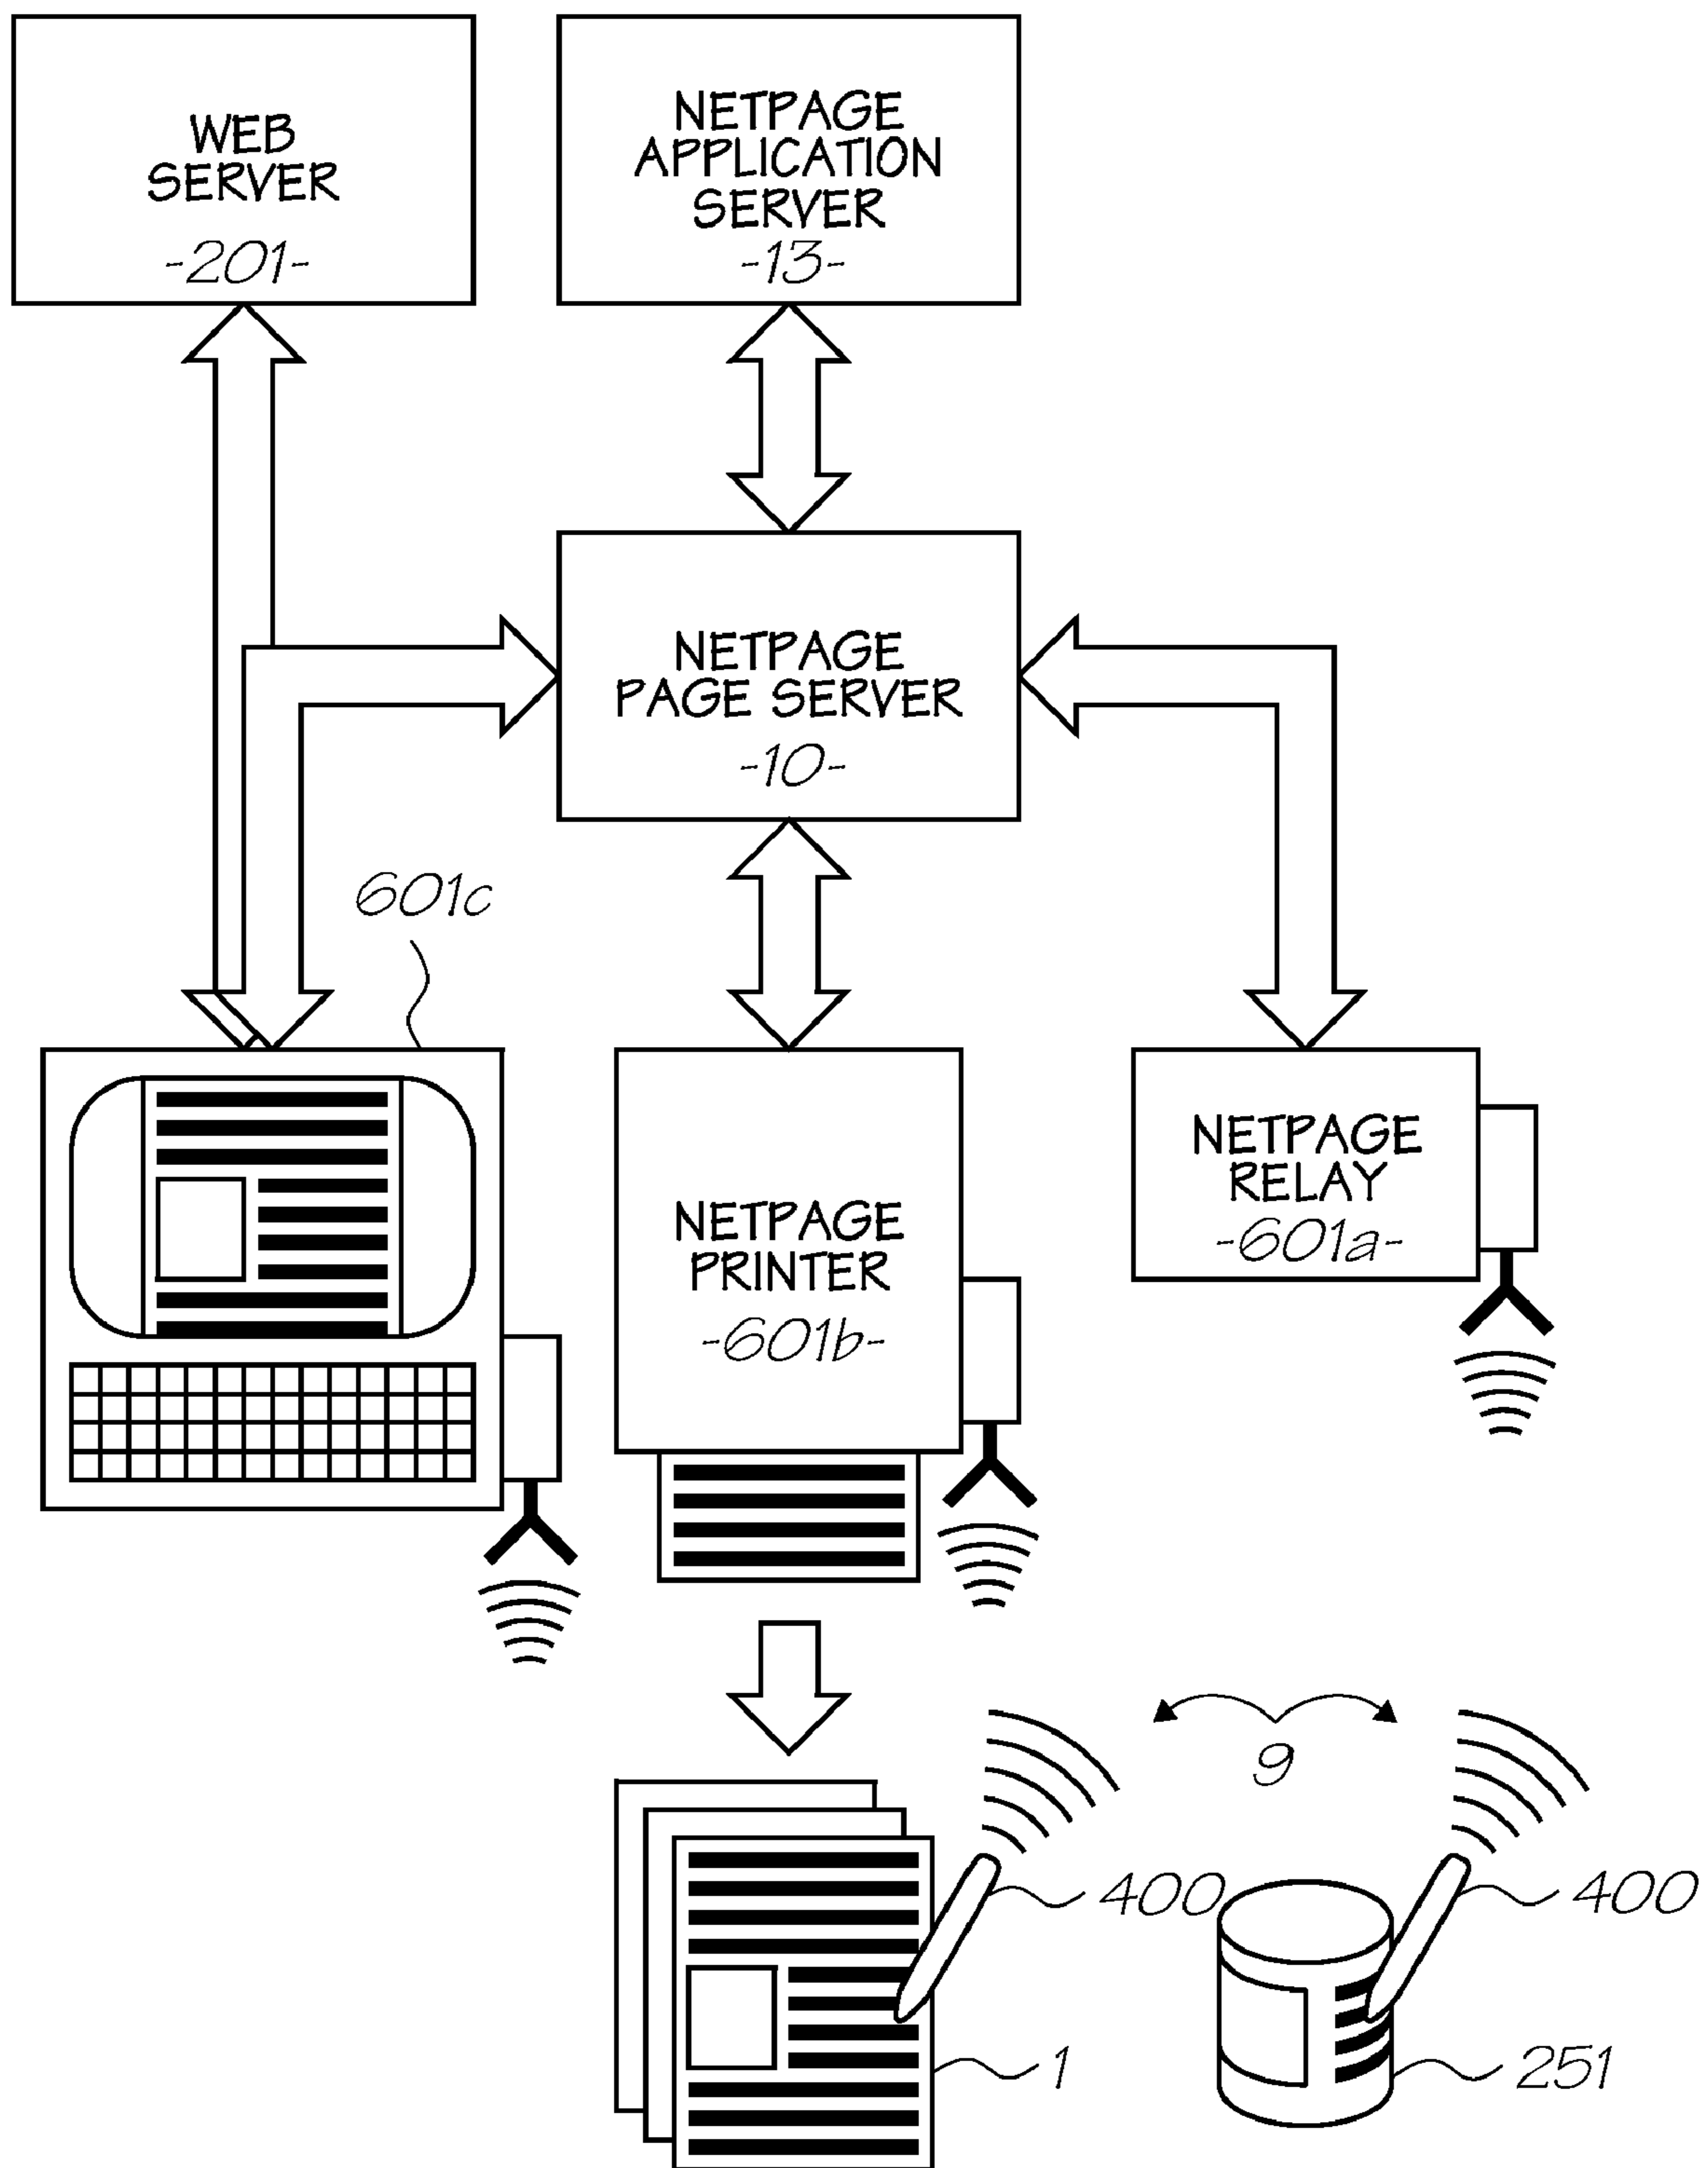 WEB
SERVER
-201-
NETPAGE
APPLICATION
SERVER
-13-
NETPAGE
PAGE SERVER
-10-
601c
NETPAGE
PRINTER
-601b-
NETPAGE
RELAY
-601a-
9
400
400
1
251